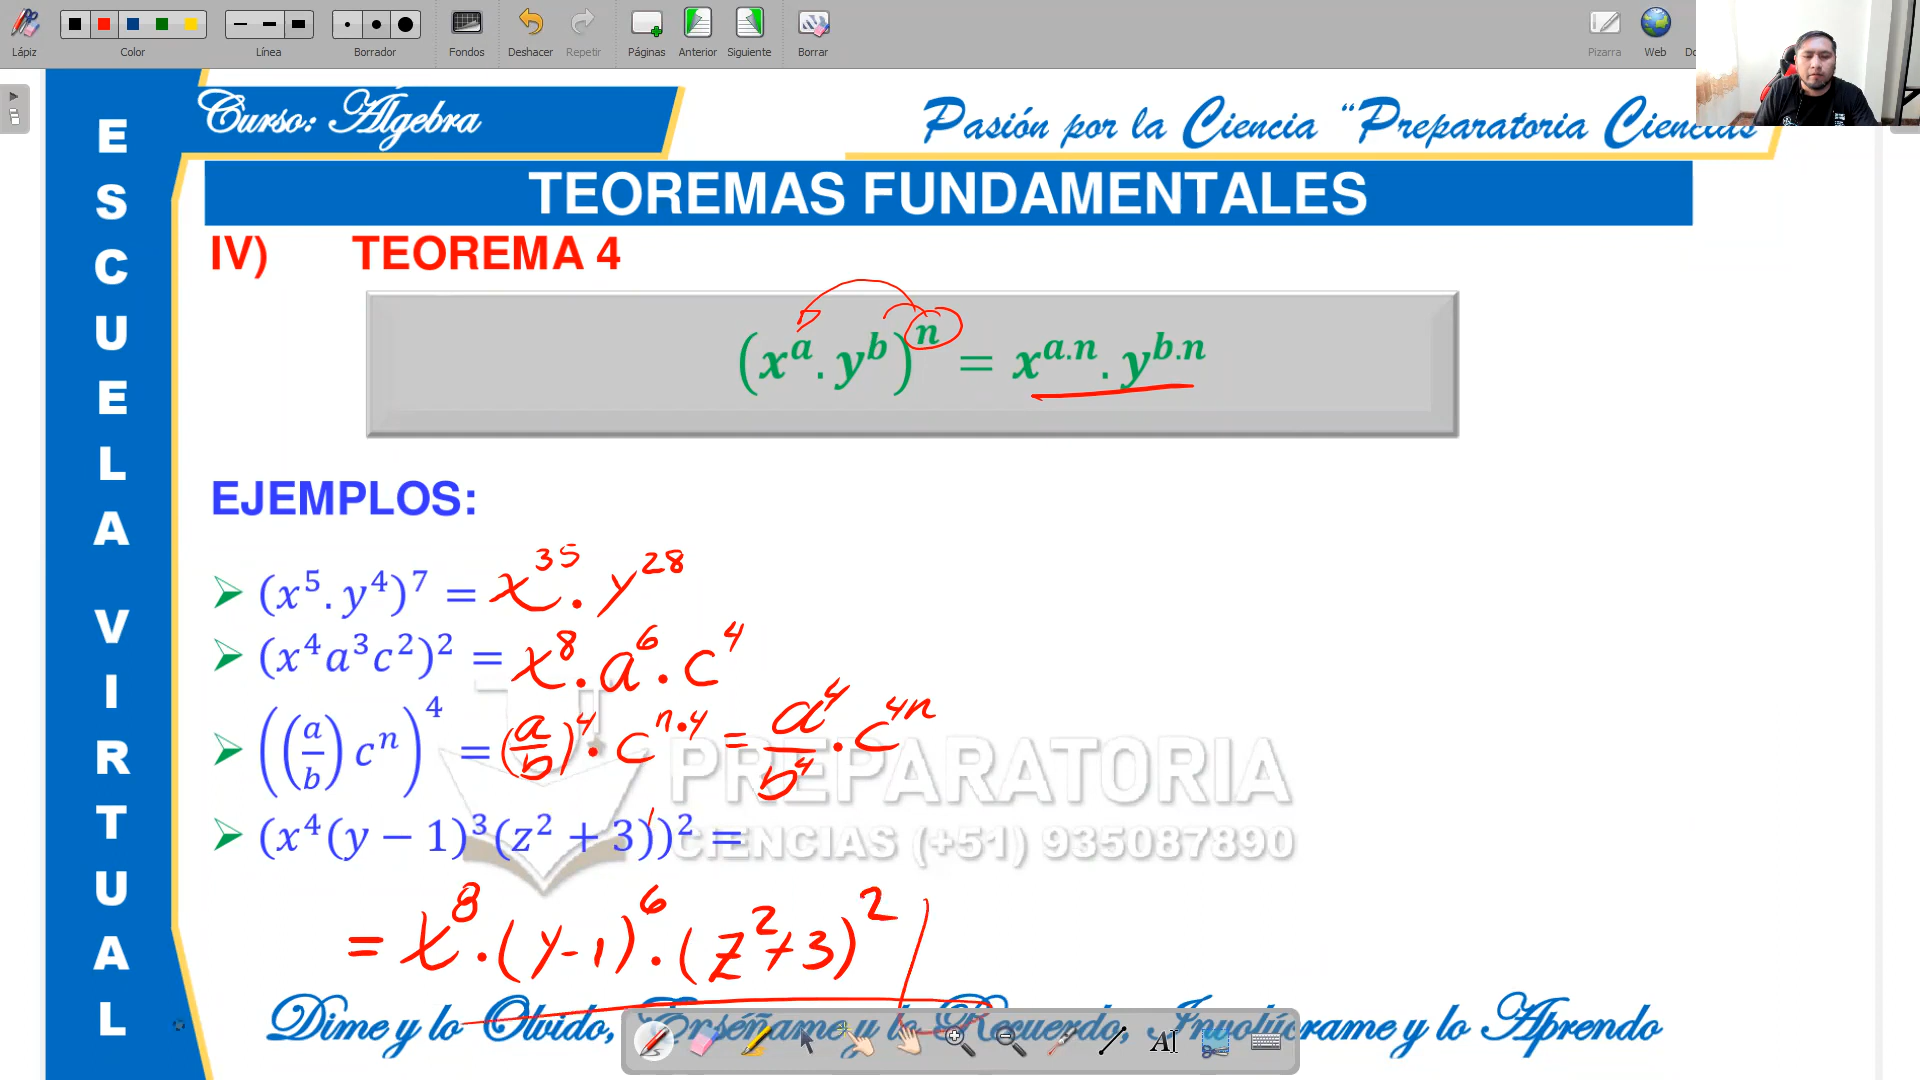 Lápiz Color Línea Borrador Fondos Deshacer Repetir Páginas Anterior Siguiente Borrar Pizarra Web
ESCUELA VIRTUAL
Curso: Álgebra
Pasión por la Ciencia “Preparatoria Ciencias
TEOREMAS FUNDAMENTALES
IV) TEOREMA 4
(x^a . y^b)^n = x^{a.n} . y^{b.n}
EJEMPLOS:
➢ (x^5 . y^4)^7 = x^{35} . y^{28}
➢ (x^4 a^3 c^2)^2 = x^8 . a^6 . c^4
➢ ((a/b) c^n)^4 = (a/b)^4 . c^{n.4} = a^4/b^4 . c^{4n}
➢ (x^4(y − 1)^3(z^2 + 3))^2 =
= x^8 . (y-1)^6 . (z^2+3)^2
PREPARATORIA
CIENCIAS (+51) 935087890
Dime y lo Olvido, Enséñame y lo Recuerdo, Involúcrame y lo Aprendo